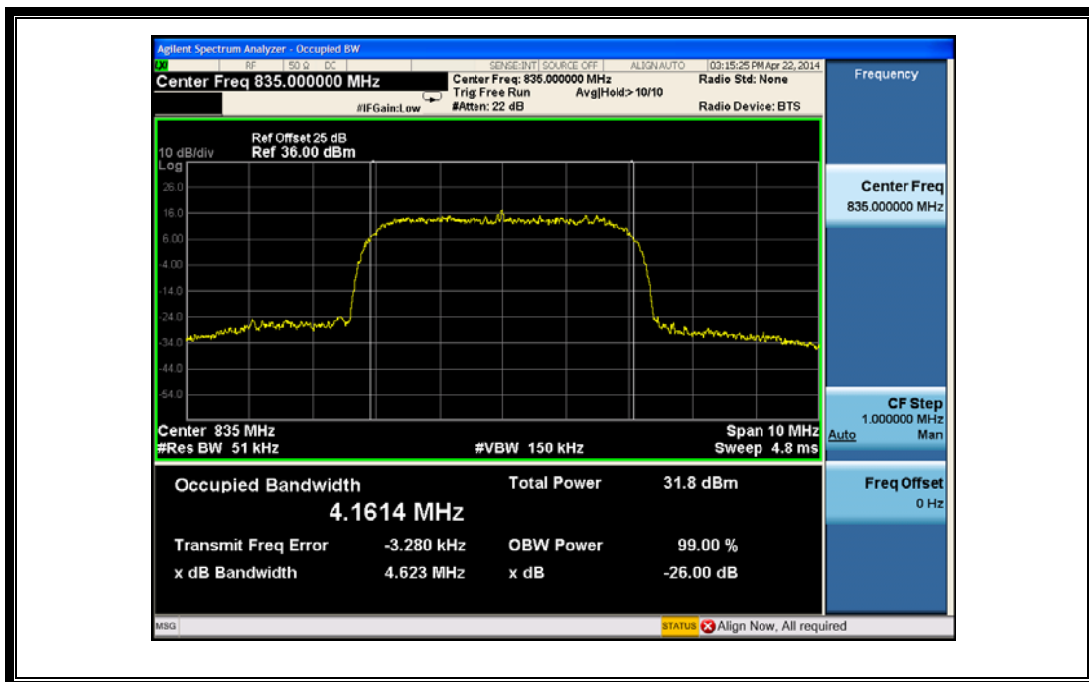 Agilent Spectrum Analyzer - Occupied BW
LXI RF 50 Ω DC SENSE:INT SOURCE OFF ALIGN AUTO 03:15:25 PM Apr 22, 2014
Center Freq 835.000000 MHz
Center Freq: 835.000000 MHz
Radio Std: None
Trig: Free Run Avg|Hold:> 10/10
#IFGain:Low
#Atten: 22 dB
Radio Device: BTS
Frequency
Ref Offset 25 dB
10 dB/div Ref 36.00 dBm
Log
26.0
16.0
6.00
-4.00
-14.0
-24.0
-34.0
-44.0
-54.0
Center 835 MHz Span 10 MHz
#Res BW 51 kHz #VBW 150 kHz Sweep 4.8 ms
Center Freq
835.000000 MHz
CF Step
1.000000 MHz
Auto Man
Freq Offset
0 Hz
Occupied Bandwidth Total Power 31.8 dBm
4.1614 MHz
Transmit Freq Error -3.280 kHz OBW Power 99.00 %
x dB Bandwidth 4.623 MHz x dB -26.00 dB
MSG STATUS Align Now, All required